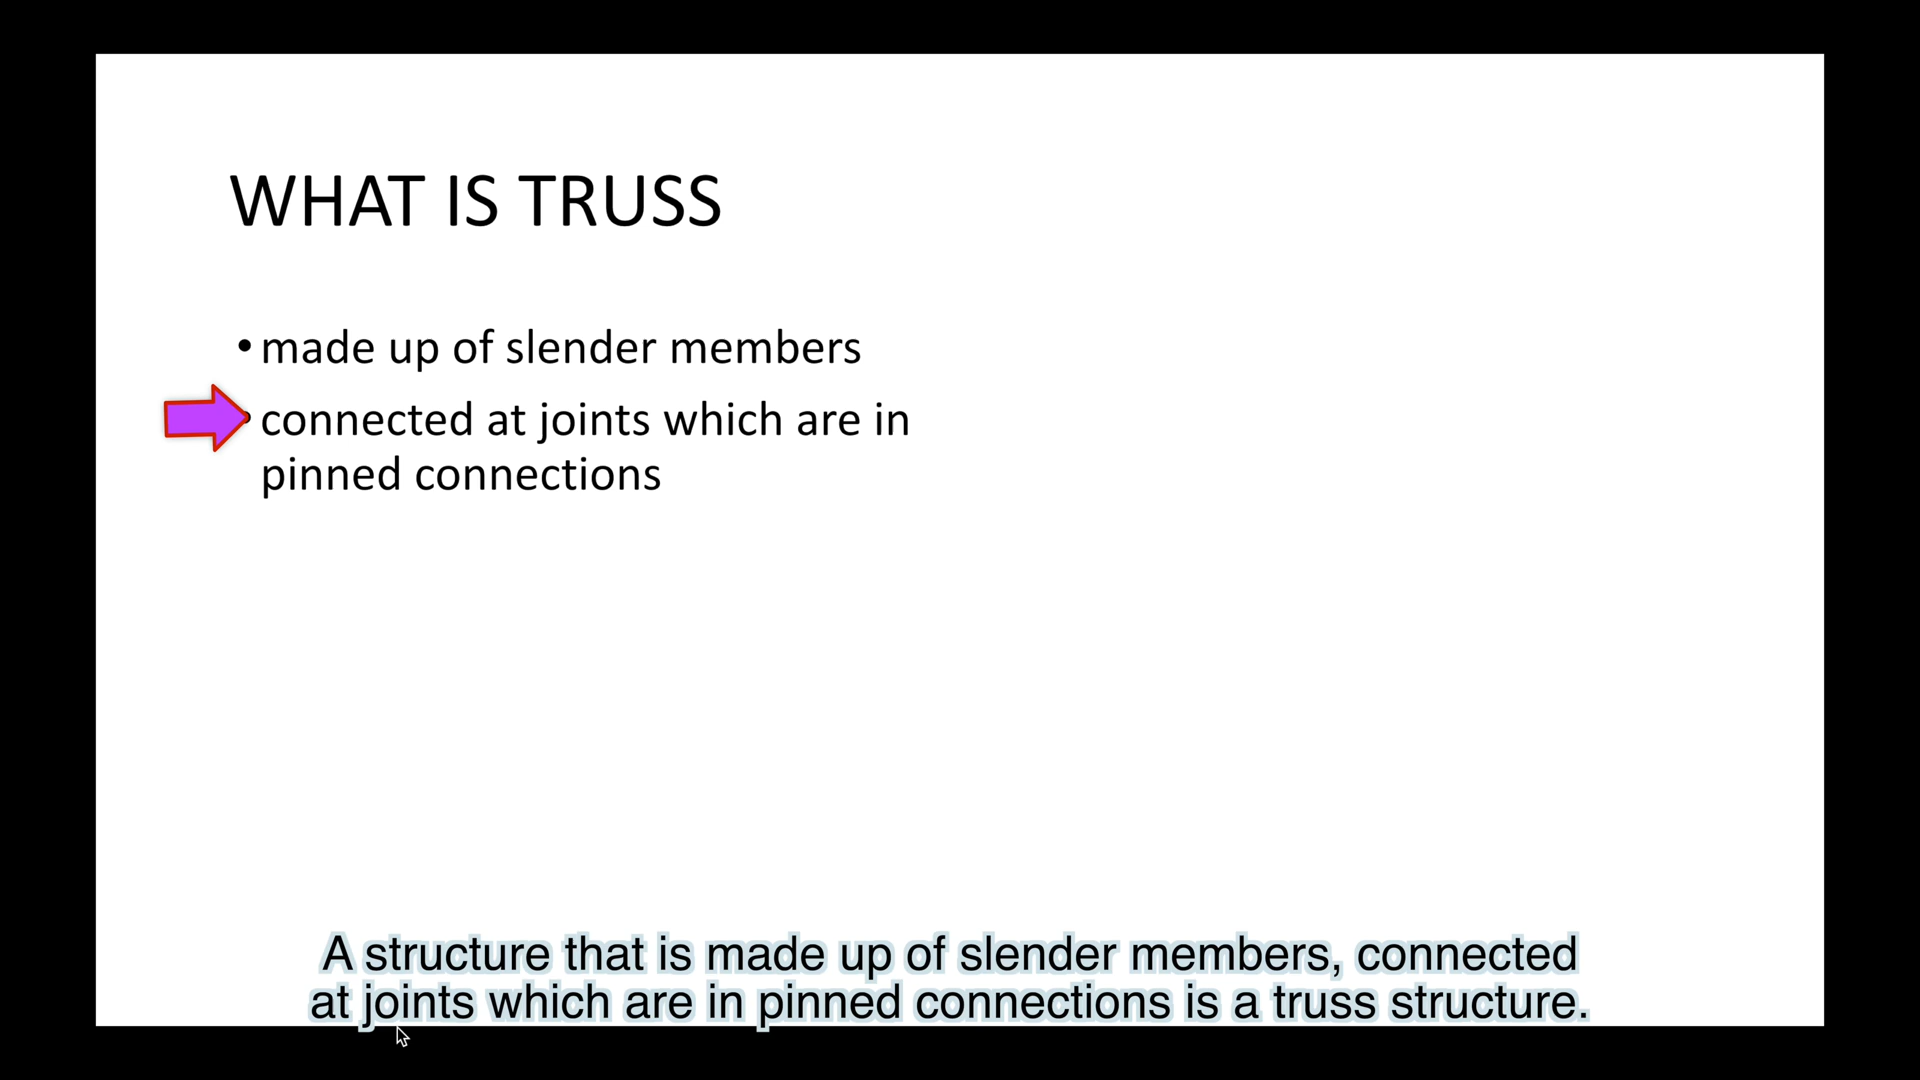 WHAT IS TRUSS
• made up of slender members
• connected at joints which are in
pinned connections
A structure that is made up of slender members, connected
at joints which are in pinned connections is a truss structure.